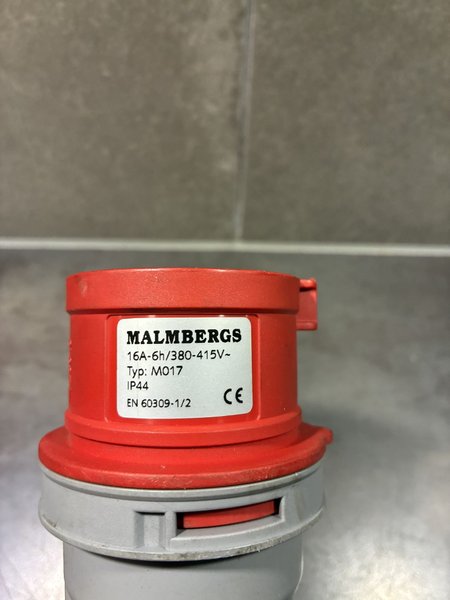 MALMBERGS
16A-6h/380-415V~
Typ: M017
IP44
EN 60309-1/2 CE